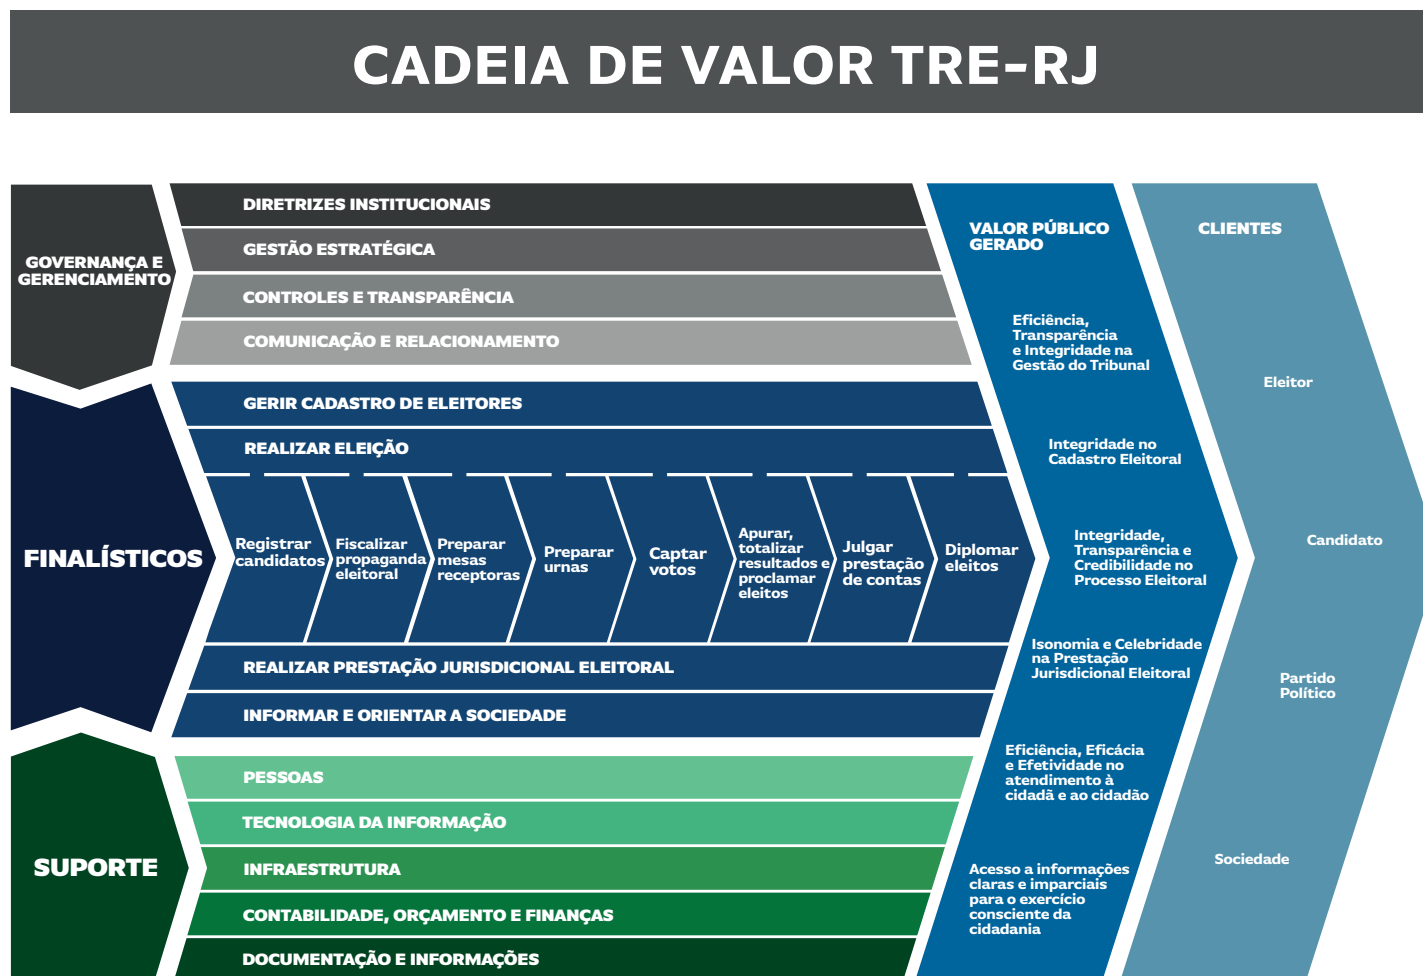 CADEIA DE VALOR TRE-RJ
GOVERNANÇA E
GERENCIAMENTO
DIRETRIZES INSTITUCIONAIS
GESTÃO ESTRATÉGICA
CONTROLES E TRANSPARÊNCIA
COMUNICAÇÃO E RELACIONAMENTO
FINALÍSTICOS
GERIR CADASTRO DE ELEITORES
REALIZAR ELEIÇÃO
Registrar
candidatos
Fiscalizar
propaganda
eleitoral
Preparar
mesas
receptoras
Preparar
urnas
Captar
votos
Apurar,
totalizar
resultados e
proclamar
eleitos
Julgar
prestação
de contas
Diplomar
eleitos
REALIZAR PRESTAÇÃO JURISDICIONAL ELEITORAL
INFORMAR E ORIENTAR A SOCIEDADE
SUPORTE
PESSOAS
TECNOLOGIA DA INFORMAÇÃO
INFRAESTRUTURA
CONTABILIDADE, ORÇAMENTO E FINANÇAS
DOCUMENTAÇÃO E INFORMAÇÕES
VALOR PÚBLICO
GERADO
Eficiência,
Transparência
e Integridade na
Gestão do Tribunal
Integridade no
Cadastro Eleitoral
Integridade,
Transparência e
Credibilidade no
Processo Eleitoral
Isonomia e Celebridade
na Prestação
Jurisdicional Eleitoral
Eficiência, Eficácia
e Efetividade no
atendimento à
cidadã e ao cidadão
Acesso a informações
claras e imparciais
para o exercício
consciente da
cidadania
CLIENTES
Eleitor
Candidato
Partido
Político
Sociedade